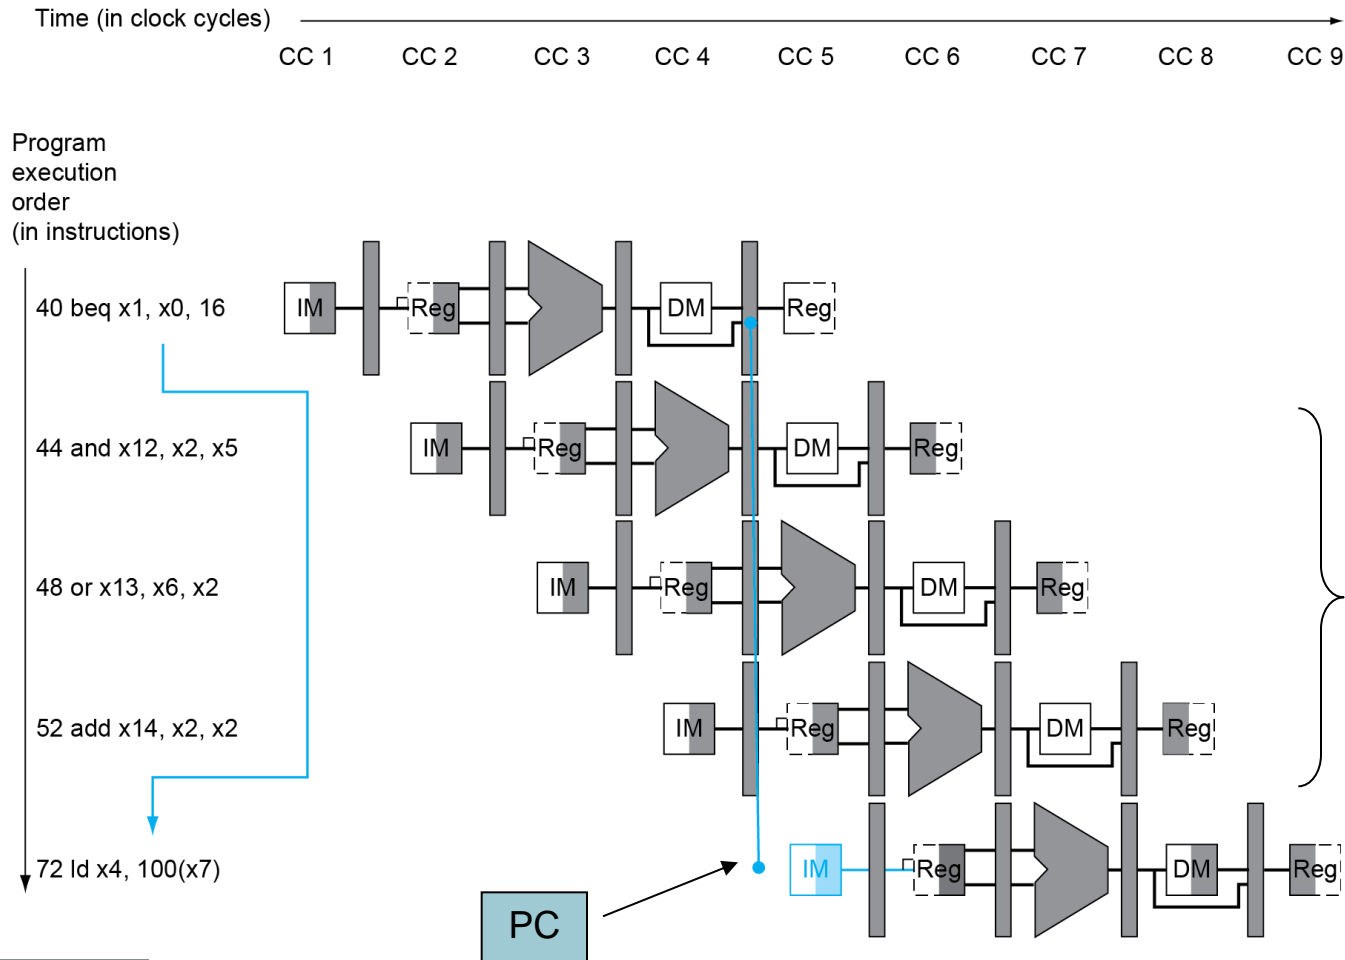 Time (in clock cycles)
CC 1 CC 2 CC 3 CC 4 CC 5 CC 6 CC 7 CC 8 CC 9
Program
execution
order
(in instructions)
40 beq x1, x0, 16
IM Reg DM Reg
44 and x12, x2, x5
IM Reg DM Reg
48 or x13, x6, x2
IM Reg DM Reg
52 add x14, x2, x2
IM Reg DM Reg
72 ld x4, 100(x7)
IM Reg DM Reg
PC